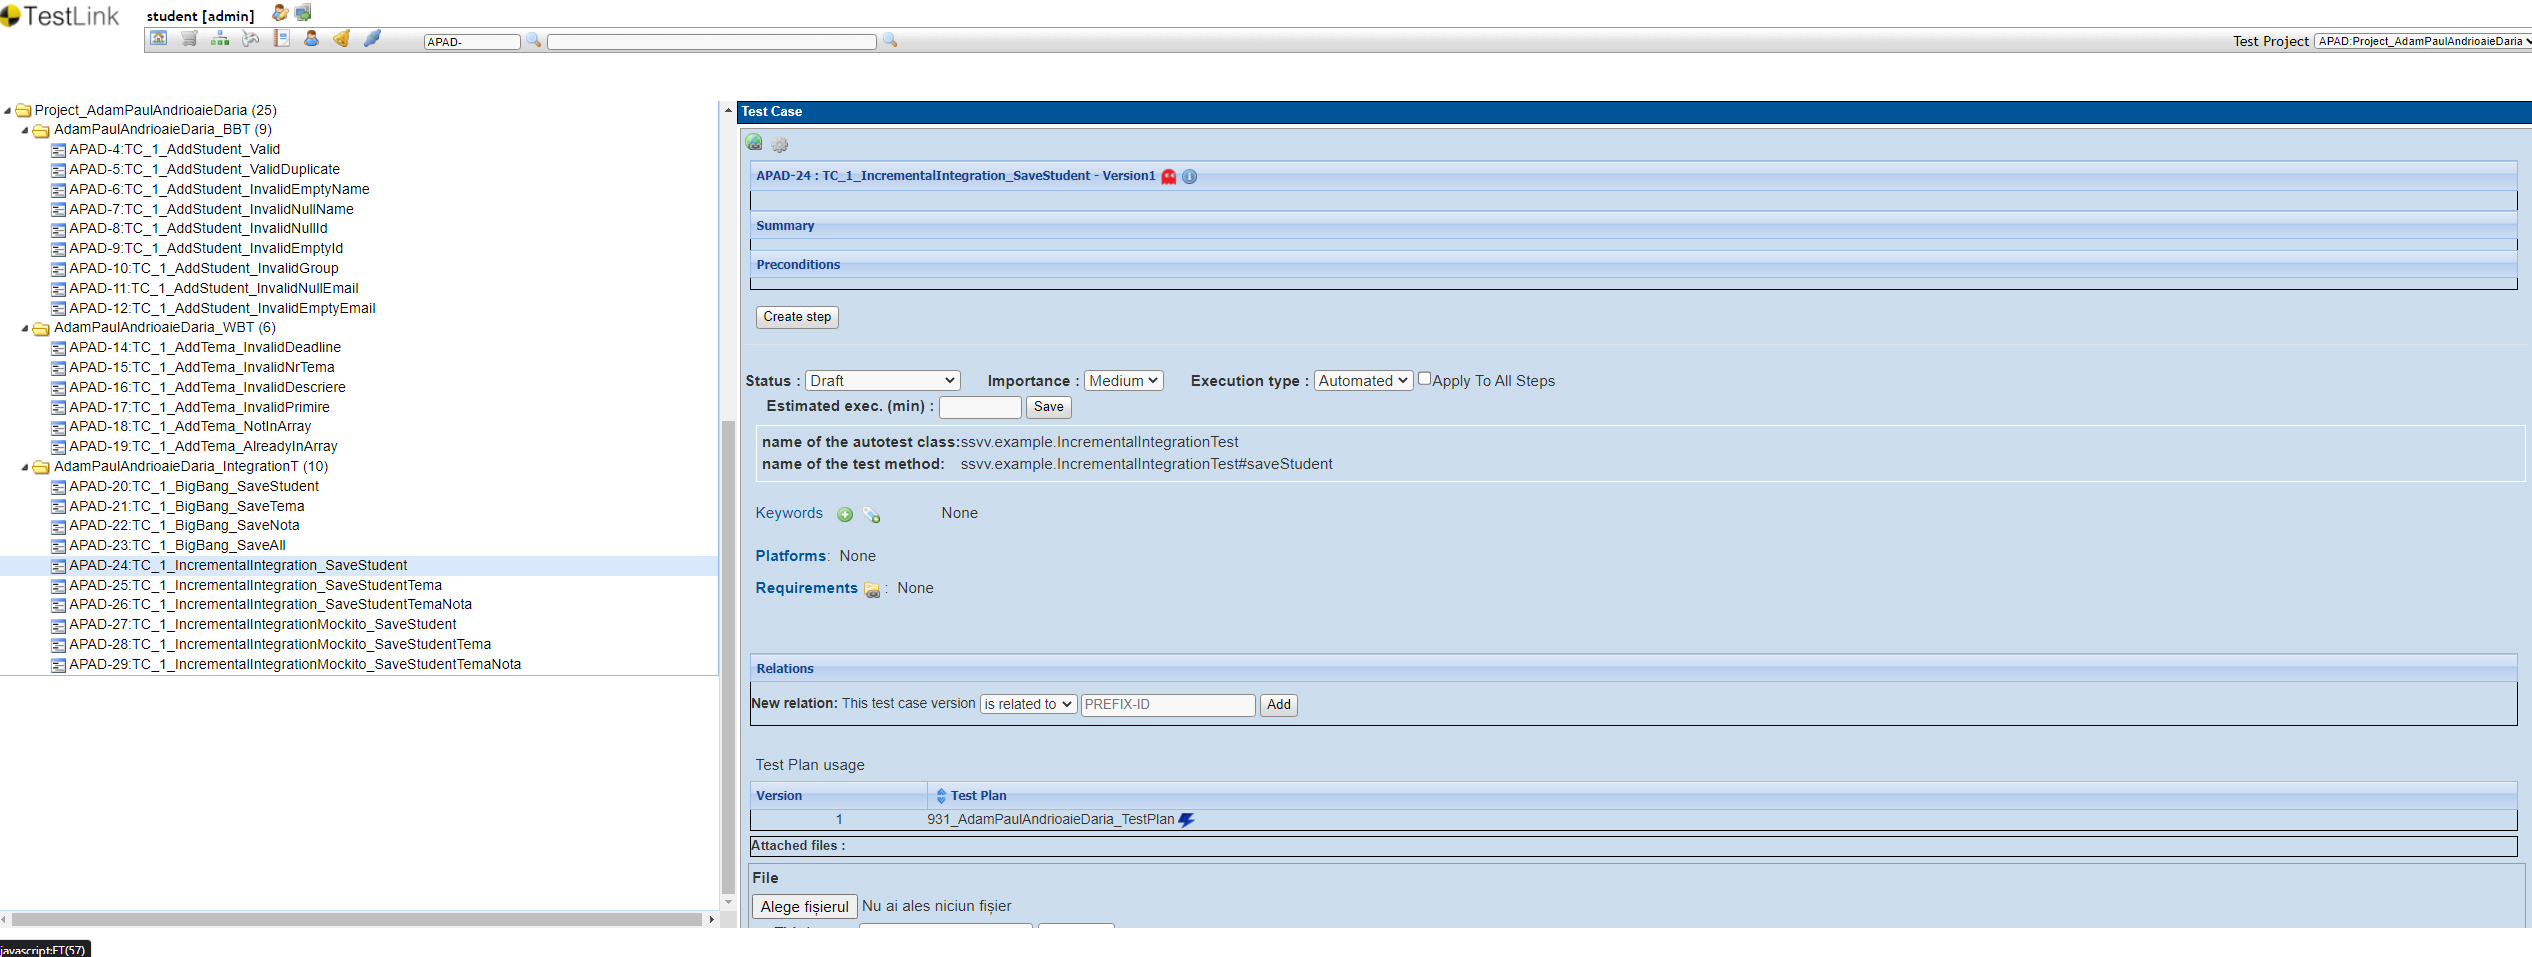 TestLink
student [admin]
APAD-
Test Project APAD:Project_AdamPaulAndrioaieDaria
Project_AdamPaulAndrioaieDaria (25)
AdamPaulAndrioaieDaria_BBT (9)
APAD-4:TC_1_AddStudent_Valid
APAD-5:TC_1_AddStudent_ValidDuplicate
APAD-6:TC_1_AddStudent_InvalidEmptyName
APAD-7:TC_1_AddStudent_InvalidNullName
APAD-8:TC_1_AddStudent_InvalidNullId
APAD-9:TC_1_AddStudent_InvalidEmptyId
APAD-10:TC_1_AddStudent_InvalidGroup
APAD-11:TC_1_AddStudent_InvalidNullEmail
APAD-12:TC_1_AddStudent_InvalidEmptyEmail
AdamPaulAndrioaieDaria_WBT (6)
APAD-14:TC_1_AddTema_InvalidDeadline
APAD-15:TC_1_AddTema_InvalidNrTema
APAD-16:TC_1_AddTema_InvalidDescriere
APAD-17:TC_1_AddTema_InvalidPrimire
APAD-18:TC_1_AddTema_NotInArray
APAD-19:TC_1_AddTema_AlreadyInArray
AdamPaulAndrioaieDaria_IntegrationT (10)
APAD-20:TC_1_BigBang_SaveStudent
APAD-21:TC_1_BigBang_SaveTema
APAD-22:TC_1_BigBang_SaveNota
APAD-23:TC_1_BigBang_SaveAll
APAD-24:TC_1_IncrementalIntegration_SaveStudent
APAD-25:TC_1_IncrementalIntegration_SaveStudentTema
APAD-26:TC_1_IncrementalIntegration_SaveStudentTemaNota
APAD-27:TC_1_IncrementalIntegrationMockito_SaveStudent
APAD-28:TC_1_IncrementalIntegrationMockito_SaveStudentTema
APAD-29:TC_1_IncrementalIntegrationMockito_SaveStudentTemaNota
Test Case
APAD-24 : TC_1_IncrementalIntegration_SaveStudent - Version1
Summary
Preconditions
Create step
Status : Draft Importance : Medium Execution type : Automated Apply To All Steps
Estimated exec. (min) : Save
name of the autotest class:ssvv.example.IncrementalIntegrationTest
name of the test method: ssvv.example.IncrementalIntegrationTest#saveStudent
Keywords None
Platforms: None
Requirements : None
Relations
New relation: This test case version is related to PREFIX-ID Add
Test Plan usage
Version Test Plan
1 931_AdamPaulAndrioaieDaria_TestPlan
Attached files :
File
Alege fișierul Nu ai ales niciun fișier
javascript:ET(57)